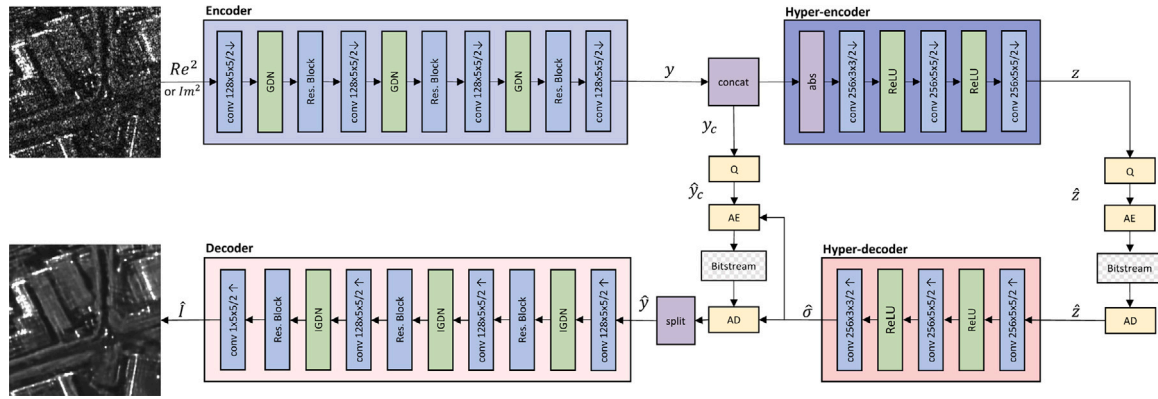 Encoder
Re²
or Im²
conv 128x5x5/2↓
GDN
Res. Block
conv 128x5x5/2↓
GDN
Res. Block
conv 128x5x5/2↓
GDN
Res. Block
conv 128x5x5/2↓
y
concat
Hyper-encoder
abs
conv 256x3x3/2↓
ReLU
conv 256x5x5/2↓
ReLU
conv 256x5x5/2↓
z
y_c
Q
ŷ_c
AE
Bitstream
AD
Q
ẑ
AE
Bitstream
AD
ẑ
Hyper-decoder
conv 256x3x3/2 ↑
ReLU
conv 256x5x5/2 ↑
ReLU
conv 256x5x5/2 ↑
σ̂
split
ŷ
Decoder
conv 1x5x5/2 ↑
Res. Block
IGDN
conv 128x5x5/2 ↑
Res. Block
IGDN
conv 128x5x5/2 ↑
Res. Block
IGDN
conv 128x5x5/2 ↑
Î